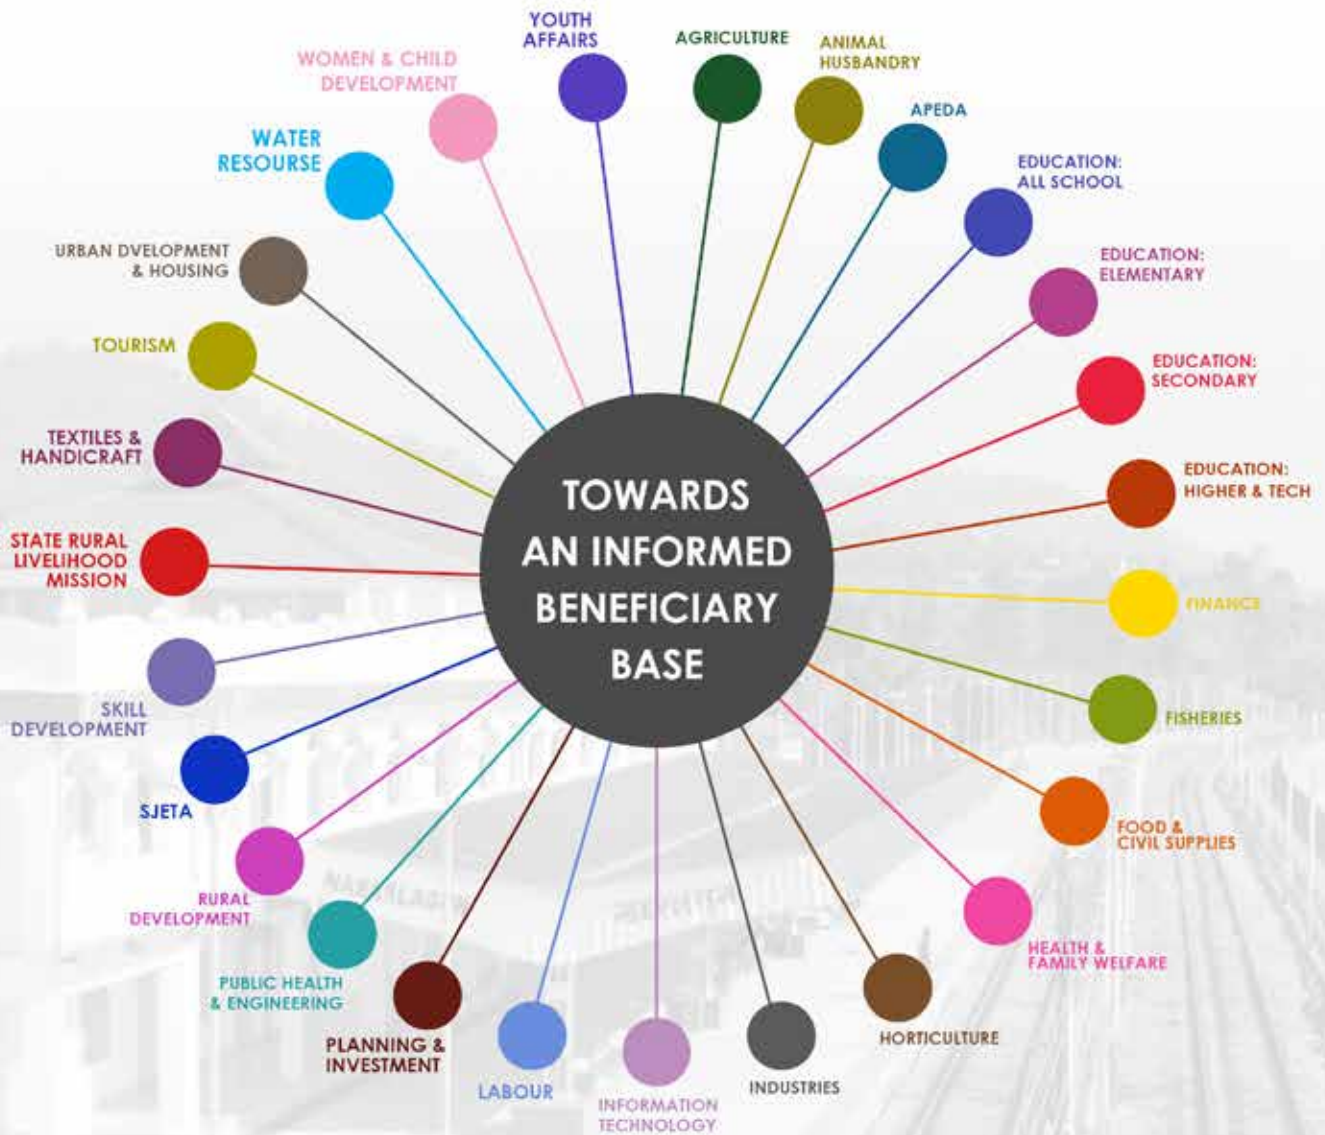 YOUTH
AFFAIRS
AGRICULTURE
ANIMAL
HUSBANDRY
APEDA
EDUCATION:
ALL SCHOOL
EDUCATION:
ELEMENTARY
EDUCATION:
SECONDARY
EDUCATION:
HIGHER & TECH
FINANCE
FISHERIES
FOOD &
CIVIL SUPPLIES
HEALTH &
FAMILY WELFARE
HORTICULTURE
INDUSTRIES
INFORMATION
TECHNOLOGY
LABOUR
PLANNING &
INVESTMENT
PUBLIC HEALTH
& ENGINEERING
RURAL
DEVELOPMENT
SJETA
SKILL
DEVELOPMENT
STATE RURAL
LIVELIHOOD
MISSION
TEXTILES &
HANDICRAFT
TOURISM
URBAN DVELOPMENT
& HOUSING
WATER
RESOURSE
WOMEN & CHILD
DEVELOPMENT
TOWARDS
AN INFORMED
BENEFICIARY
BASE